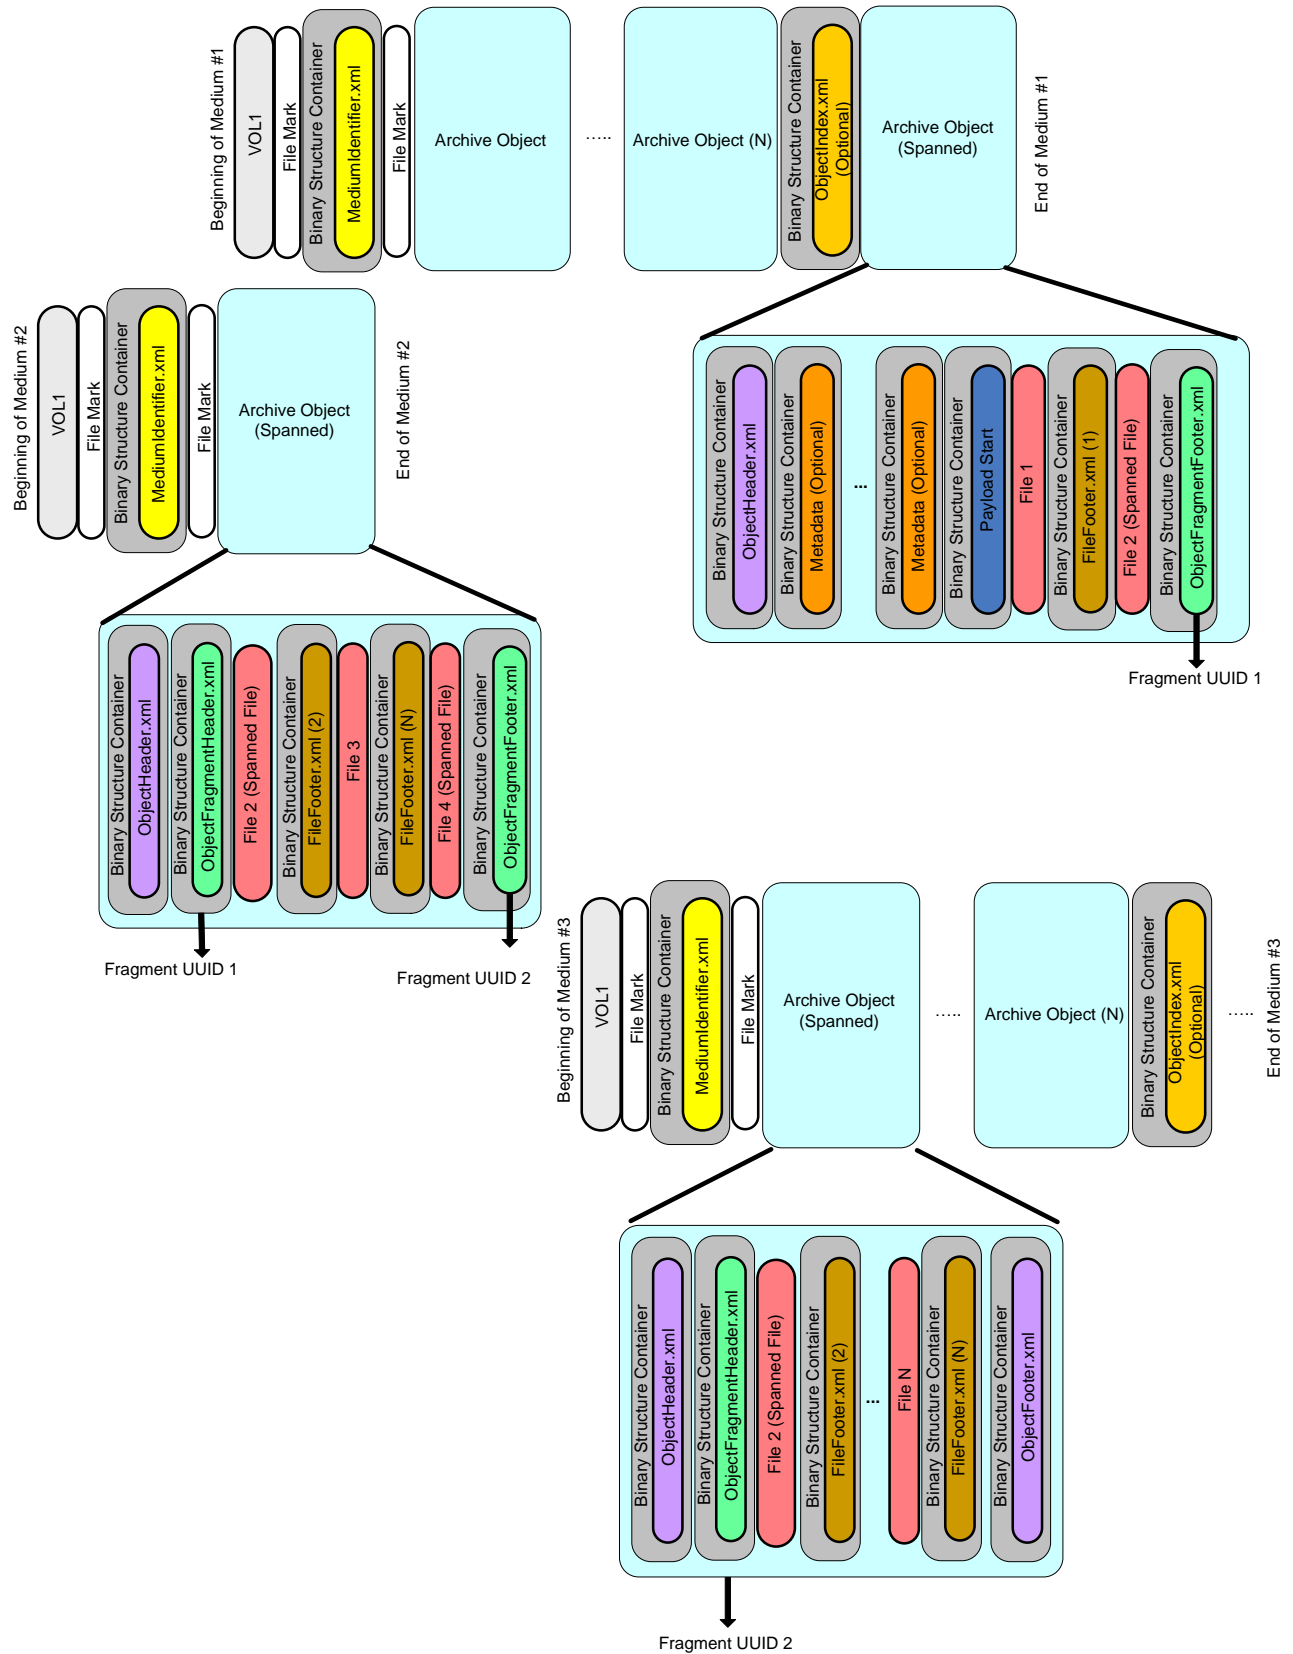 Beginning of Medium #1
VOL1
File Mark
Binary Structure Container
MediumIdentifier.xml
File Mark
Archive Object
.....
Archive Object (N)
Binary Structure Container
ObjectIndex.xml
(Optional)
Archive Object
(Spanned)
End of Medium #1
Binary Structure Container
ObjectHeader.xml
Binary Structure Container
Metadata (Optional)
...
Binary Structure Container
Metadata (Optional)
Binary Structure Container
Payload Start
File 1
Binary Structure Container
FileFooter.xml (1)
File 2 (Spanned File)
Binary Structure Container
ObjectFragmentFooter.xml
Fragment UUID 1
Beginning of Medium #2
VOL1
File Mark
Binary Structure Container
MediumIdentifier.xml
File Mark
Archive Object
(Spanned)
End of Medium #2
Binary Structure Container
ObjectHeader.xml
Binary Structure Container
ObjectFragmentHeader.xml
File 2 (Spanned File)
Binary Structure Container
FileFooter.xml (2)
File 3
Binary Structure Container
FileFooter.xml (N)
File 4 (Spanned File)
Binary Structure Container
ObjectFragmentFooter.xml
Fragment UUID 1
Fragment UUID 2
Beginning of Medium #3
VOL1
File Mark
Binary Structure Container
MediumIdentifier.xml
File Mark
Archive Object
(Spanned)
.....
Archive Object (N)
Binary Structure Container
ObjectIndex.xml
(Optional)
.....
End of Medium #3
Binary Structure Container
ObjectHeader.xml
Binary Structure Container
ObjectFragmentHeader.xml
File 2 (Spanned File)
Binary Structure Container
FileFooter.xml (2)
...
File N
Binary Structure Container
FileFooter.xml (N)
Binary Structure Container
ObjectFooter.xml
Fragment UUID 2